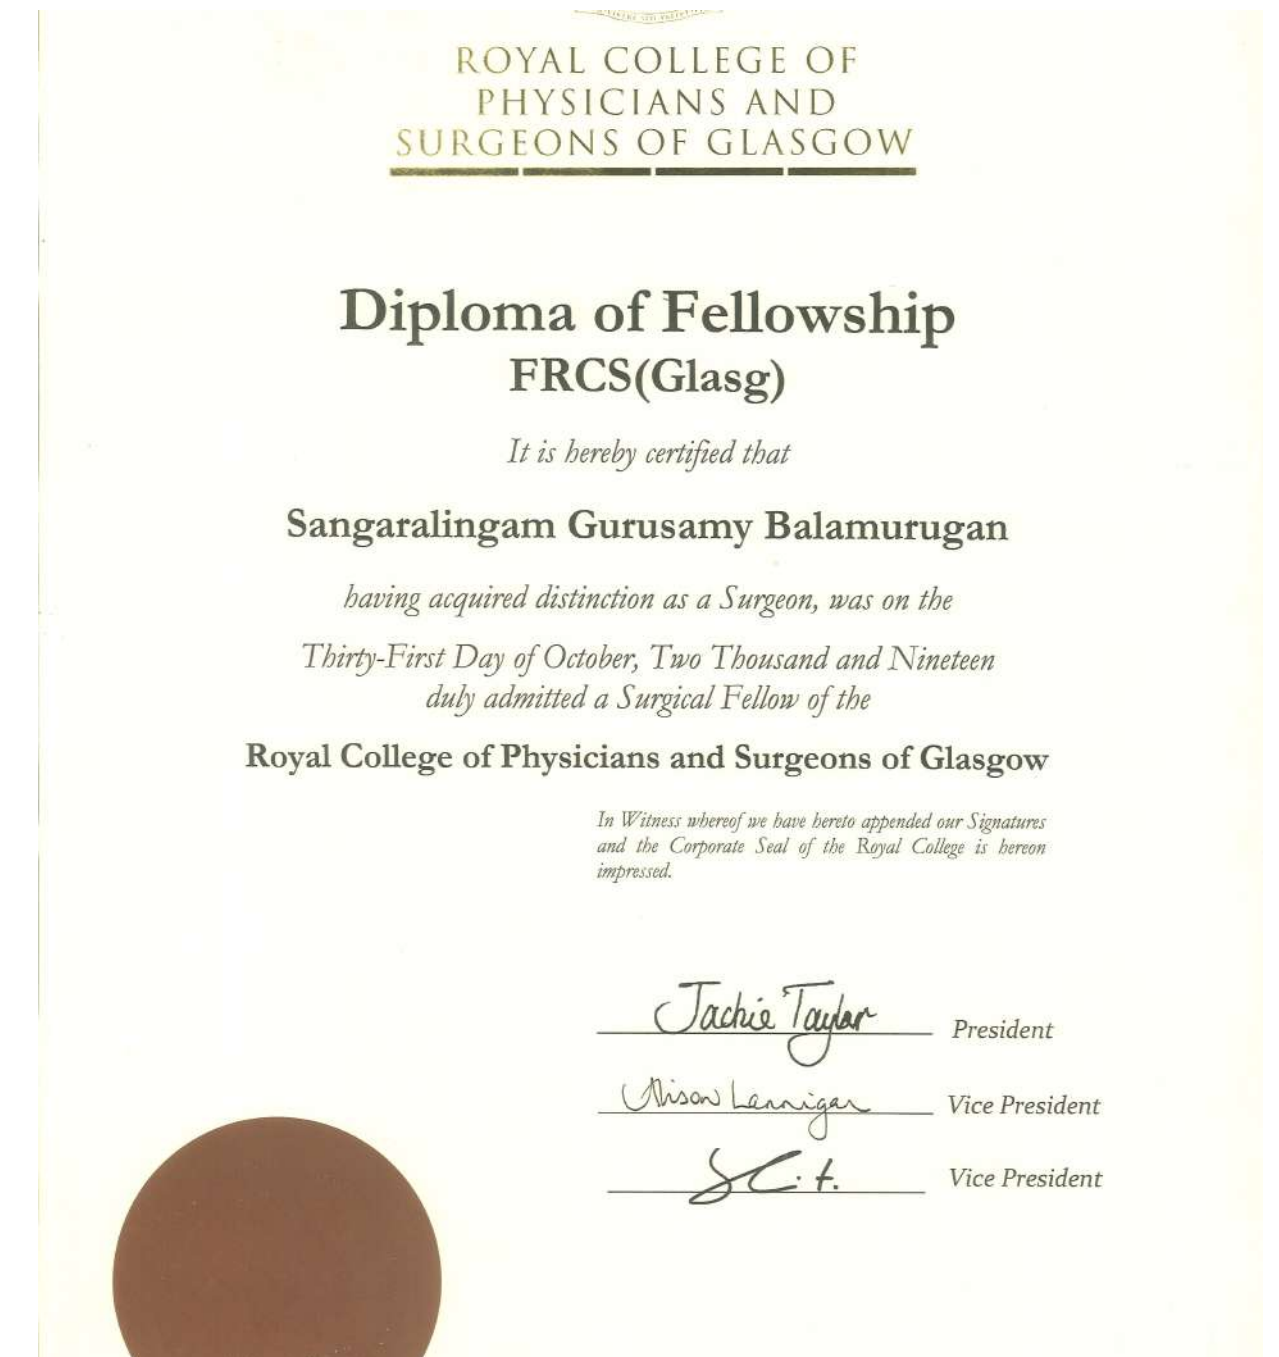 ROYAL COLLEGE OF
PHYSICIANS AND
SURGEONS OF GLASGOW
Diploma of Fellowship
FRCS(Glasg)
It is hereby certified that
Sangaralingam Gurusamy Balamurugan
having acquired distinction as a Surgeon, was on the
Thirty-First Day of October, Two Thousand and Nineteen
duly admitted a Surgical Fellow of the
Royal College of Physicians and Surgeons of Glasgow
In Witness whereof we have hereto appended our Signatures
and the Corporate Seal of the Royal College is hereon
impressed.
Jackie Taylor President
Alison Lannigan Vice President
Vice President